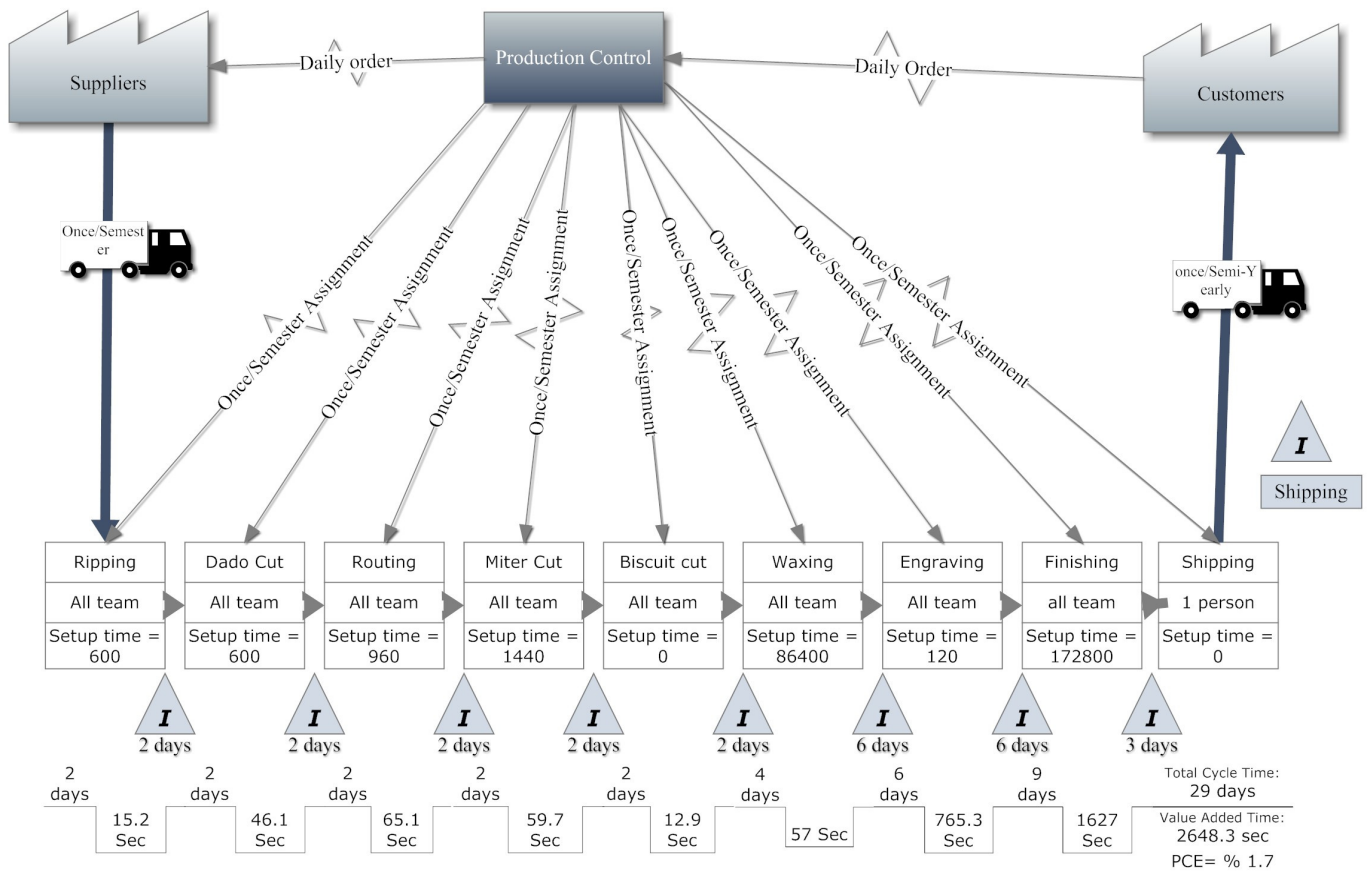 Suppliers
Daily order
Production Control
Daily Order
Customers
Once/Semest
er
once/Semi-Y
early
Once/Semester Assignment
Once/Semester Assignment
Once/Semester Assignment
Once/Semester Assignment
Once/Semester Assignment
Once/Semester Assignment
Once/Semester Assignment
Once/Semester Assignment
Once/Semester Assignment
I
Shipping
Ripping
All team
Setup time =
600
Dado Cut
All team
Setup time =
600
Routing
All team
Setup time =
960
Miter Cut
All team
Setup time =
1440
Biscuit cut
All team
Setup time =
0
Waxing
All team
Setup time =
86400
Engraving
All team
Setup time =
120
Finishing
all team
Setup time =
172800
Shipping
1 person
Setup time =
0
I
2 days
I
2 days
I
2 days
I
2 days
I
2 days
I
6 days
I
6 days
I
3 days
2
days
15.2
Sec
2
days
46.1
Sec
2
days
65.1
Sec
2
days
59.7
Sec
2
days
12.9
Sec
4
days
57 Sec
6
days
765.3
Sec
9
days
1627
Sec
Total Cycle Time:
29 days
Value Added Time:
2648.3 sec
PCE= % 1.7